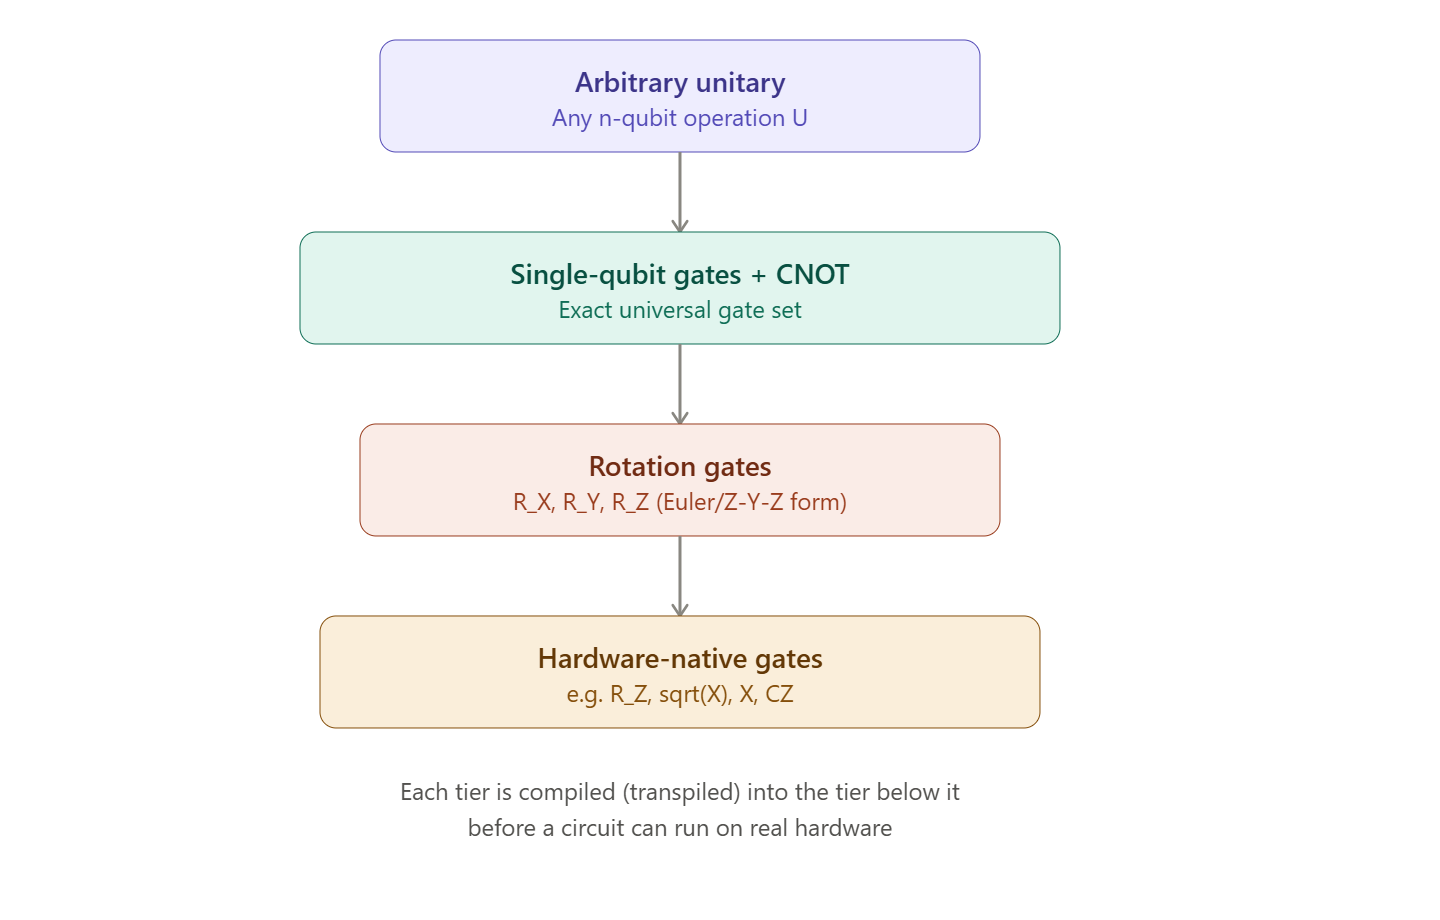 Arbitrary unitary
Any n-qubit operation U
Single-qubit gates + CNOT
Exact universal gate set
Rotation gates
R_X, R_Y, R_Z (Euler/Z-Y-Z form)
Hardware-native gates
e.g. R_Z, sqrt(X), X, CZ
Each tier is compiled (transpiled) into the tier below it
before a circuit can run on real hardware